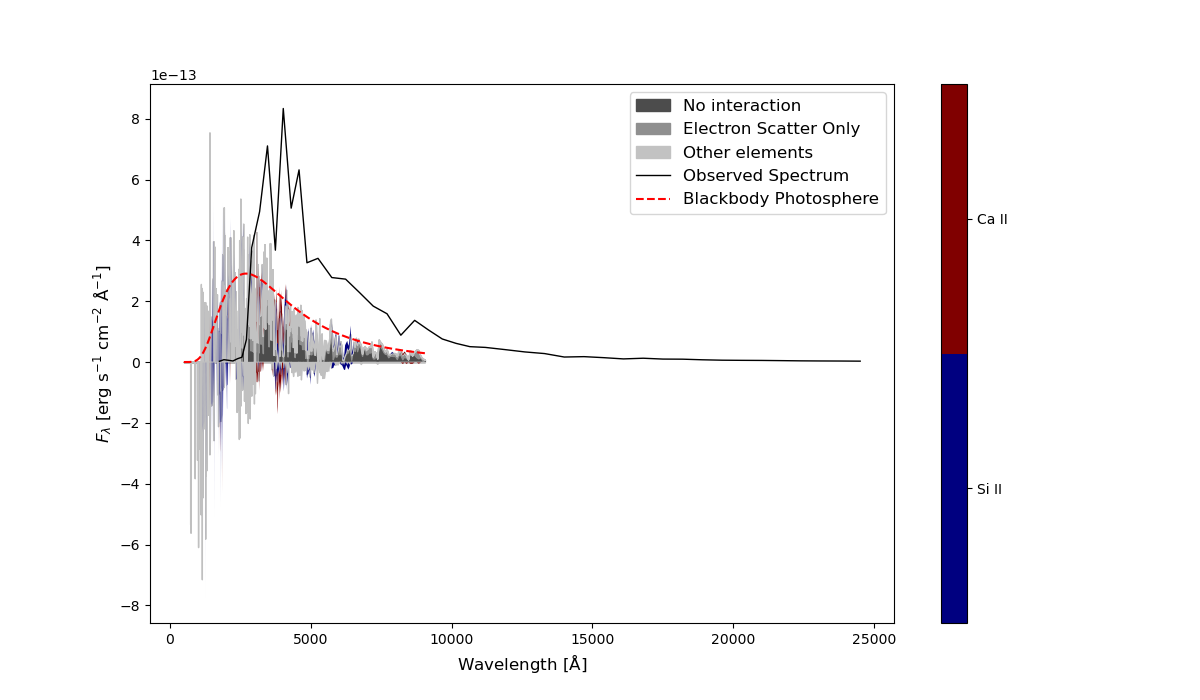 1e−13
8
6
4
2
0
−2
−4
−6
−8
F_λ [erg s⁻¹ cm⁻² Å⁻¹]
0
5000
10000
15000
20000
25000
Wavelength [Å]
No interaction
Electron Scatter Only
Other elements
Observed Spectrum
Blackbody Photosphere
Ca II
Si II